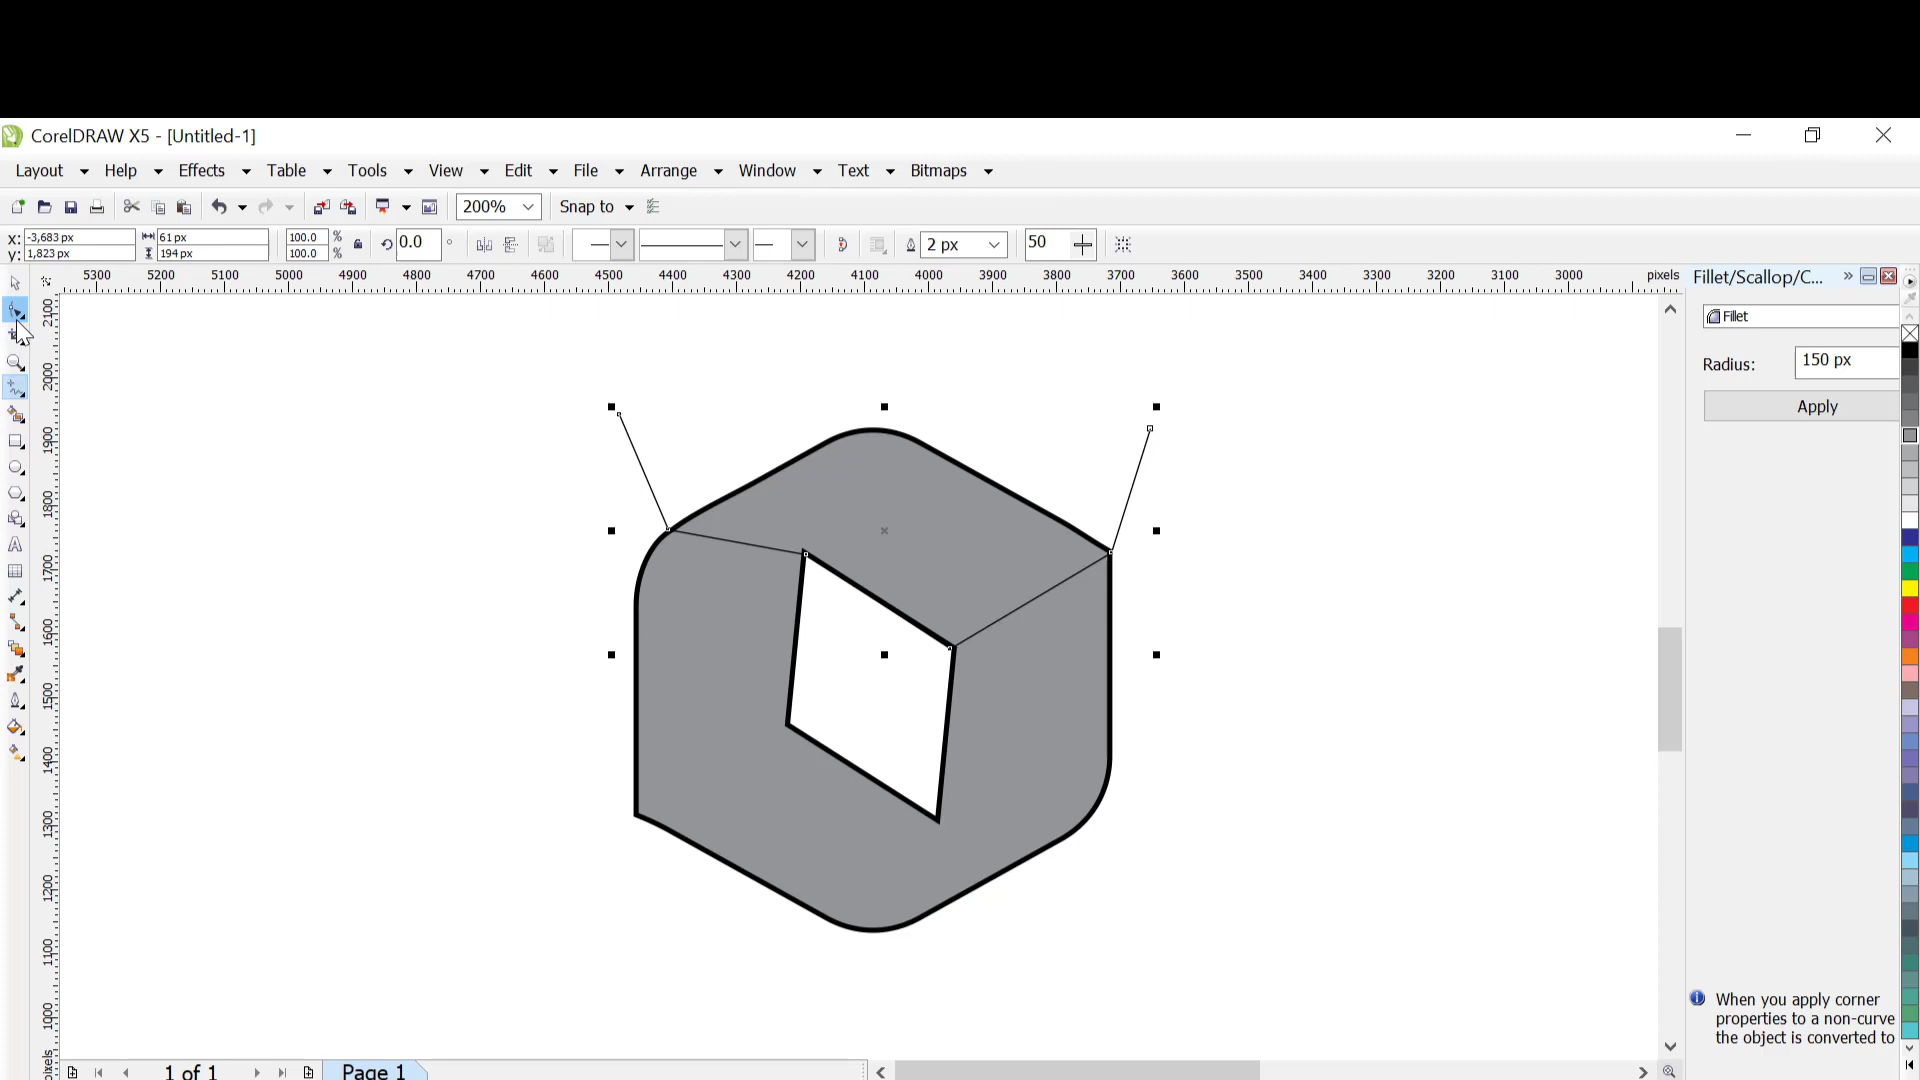 CorelDRAW X5 - [Untitled-1]
Layout Help Effects Table Tools View Edit File Arrange Window Text Bitmaps
200% Snap to
x: -3,683 px 61 px 100.0 % 0.0 ° 2 px 50
y: 1,823 px 194 px 100.0 %
5300 5200 5100 5000 4900 4800 4700 4600 4500 4400 4300 4200 4100 4000 3900 3800 3700 3600 3500 3400 3300 3200 3100 3000 pixels
Fillet/Scallop/C...
Fillet
Radius: 150 px
Apply
2100
2000
1900
1800
1700
1600
1500
1400
1300
1200
1100
1000
pixels
When you apply corner
properties to a non-curve
the object is converted to
1 of 1 Page 1